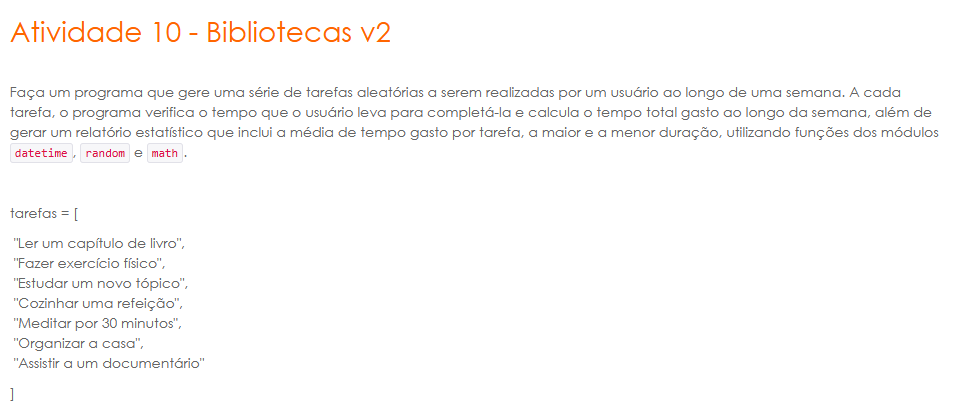 Atividade 10 - Bibliotecas v2
Faça um programa que gere uma série de tarefas aleatórias a serem realizadas por um usuário ao longo de uma semana. A cada
tarefa, o programa verifica o tempo que o usuário leva para completá-la e calcula o tempo total gasto ao longo da semana, além de
gerar um relatório estatístico que inclui a média de tempo gasto por tarefa, a maior e a menor duração, utilizando funções dos módulos
datetime, random e math.
tarefas = [
"Ler um capítulo de livro",
"Fazer exercício físico",
"Estudar um novo tópico",
"Cozinhar uma refeição",
"Meditar por 30 minutos",
"Organizar a casa",
"Assistir a um documentário"
]